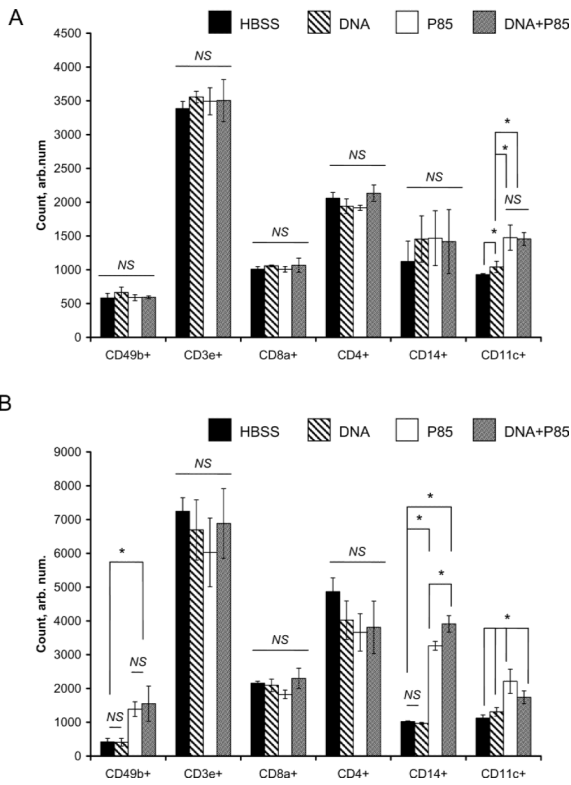 A
HBSS DNA P85 DNA+P85
4500
4000
3500
3000
2500
2000
1500
1000
500
0
Count, arb.num
NS NS NS NS NS * * * NS
CD49b+ CD3e+ CD8a+ CD4+ CD14+ CD11c+
B
HBSS DNA P85 DNA+P85
9000
8000
7000
6000
5000
4000
3000
2000
1000
0
Count, arb. num.
* NS NS NS NS NS * * * NS *
CD49b+ CD3e+ CD8a+ CD4+ CD14+ CD11c+